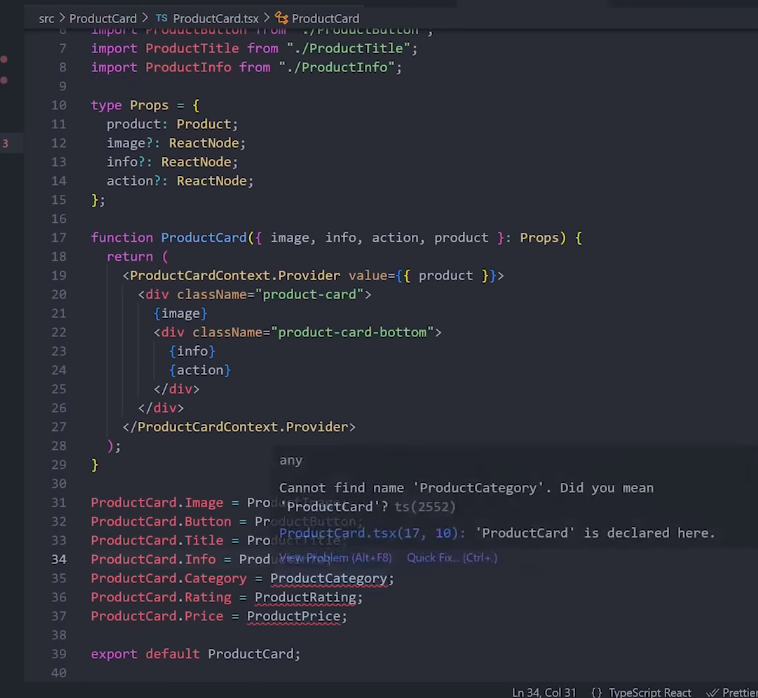 src > ProductCard > TS ProductCard.tsx > ProductCard
6 import ProductButton from "./ProductButton";
7 import ProductTitle from "./ProductTitle";
8 import ProductInfo from "./ProductInfo";
9
10 type Props = {
11 product: Product;
12 image?: ReactNode;
13 info?: ReactNode;
14 action?: ReactNode;
15 };
16
17 function ProductCard({ image, info, action, product }: Props) {
18 return (
19 <ProductCardContext.Provider value={{ product }}>
20 <div className="product-card">
21 {image}
22 <div className="product-card-bottom">
23 {info}
24 {action}
25 </div>
26 </div>
27 </ProductCardContext.Provider>
28 );
29 }
any
30
Cannot find name 'ProductCategory'. Did you mean
31 ProductCard.Image = Pro
'ProductCard'? ts(2552)
32 ProductCard.Button = ProductButton;
ProductCard.tsx(17, 10): 'ProductCard' is declared here.
33 ProductCard.Title = Pro
View Problem (Alt+F8) Quick Fix... (Ctrl+.)
34 ProductCard.Info = Prod
35 ProductCard.Category = ProductCategory;
36 ProductCard.Rating = ProductRating;
37 ProductCard.Price = ProductPrice;
38
39 export default ProductCard;
40
3
Ln 34, Col 31 {} TypeScript React Prettier